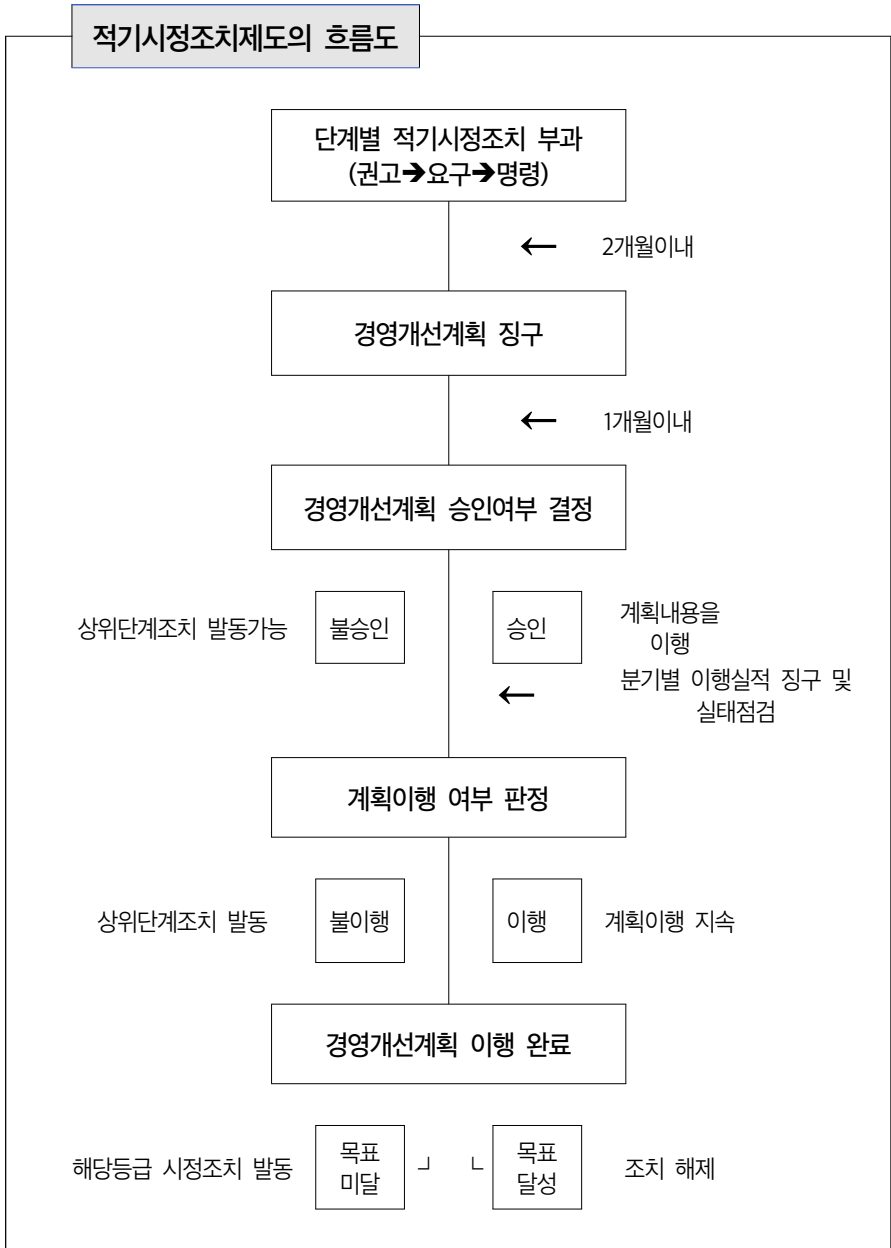 적기시정조치제도의 흐름도
단계별 적기시정조치 부과
(권고➔요구➔명령)
← 2개월이내
경영개선계획 징구
← 1개월이내
경영개선계획 승인여부 결정
상위단계조치 발동가능 불승인 승인 계획내용을
이행
← 분기별 이행실적 징구 및
실태점검
계획이행 여부 판정
상위단계조치 발동 불이행 이행 계획이행 지속
경영개선계획 이행 완료
해당등급 시정조치 발동 목표
미달 ┘ └ 목표
달성 조치 해제